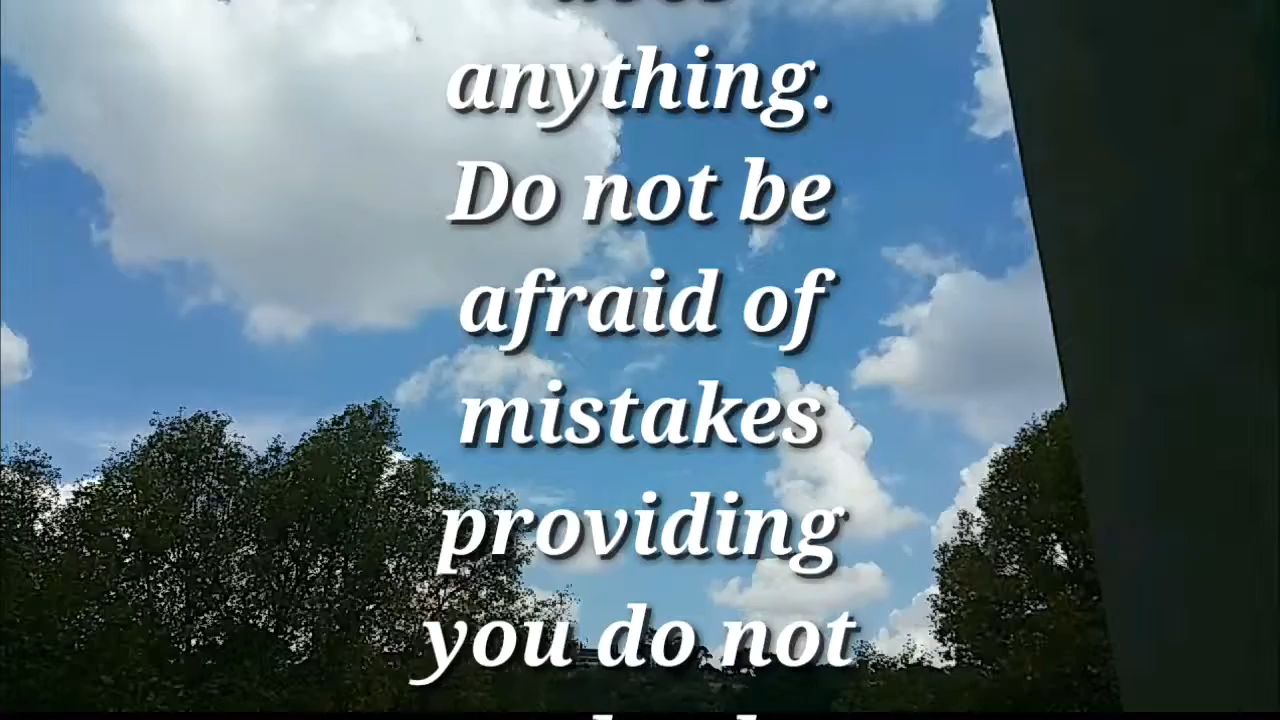 anything.
Do not be
afraid of
mistakes
providing
you do not